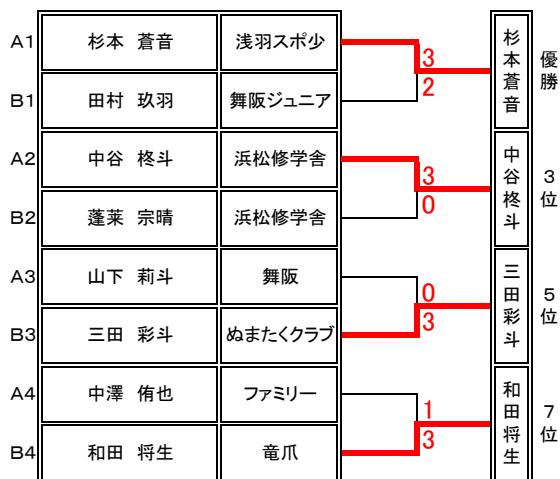 A1 杉本 蒼音 浅羽スポ少 3 杉本蒼音 優勝
B1 田村 玖羽 舞阪ジュニア 2
A2 中谷 柊斗 浜松修学舎 3 中谷柊斗 3位
B2 蓬莱 宗晴 浜松修学舎 0
A3 山下 莉斗 舞阪 0 三田彩斗 5位
B3 三田 彩斗 ぬまたくクラブ 3
A4 中澤 侑也 ファミリー 1 和田将生 7位
B4 和田 将生 竜爪 3